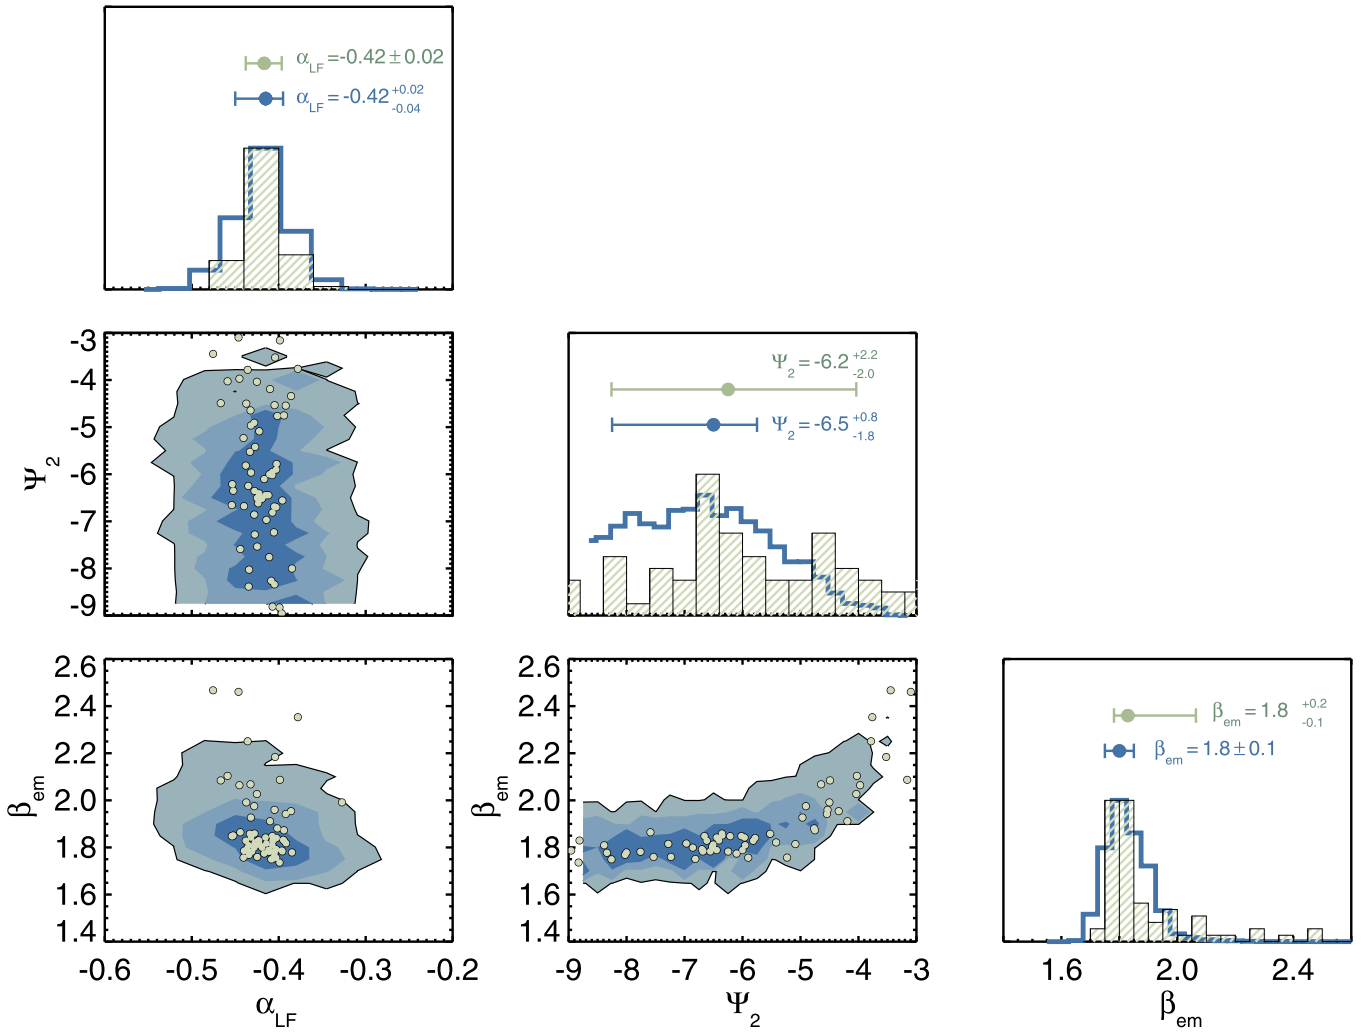 α_LF = -0.42 ± 0.02
α_LF = -0.42 +0.02 -0.04
-3
-4
-5
-6
-7
-8
-9
Ψ_2
Ψ_2 = -6.2 +2.2 -2.0
Ψ_2 = -6.5 +0.8 -1.8
2.6
2.4
2.2
2.0
1.8
1.6
1.4
β_em
-0.6 -0.5 -0.4 -0.3 -0.2
α_LF
2.6
2.4
2.2
2.0
1.8
1.6
1.4
β_em
-9 -8 -7 -6 -5 -4 -3
Ψ_2
β_em = 1.8 +0.2 -0.1
β_em = 1.8 ± 0.1
1.6 2.0 2.4
β_em